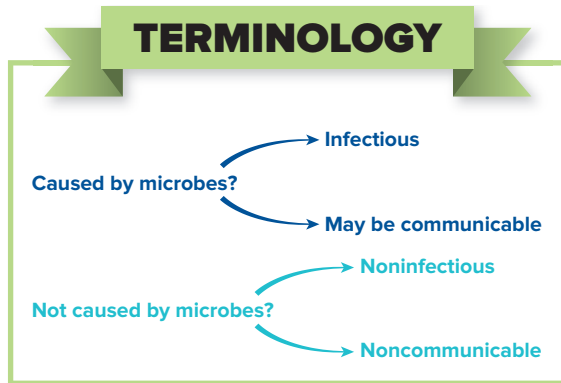 TERMINOLOGY
Infectious
Caused by microbes?
May be communicable
Noninfectious
Not caused by microbes?
Noncommunicable